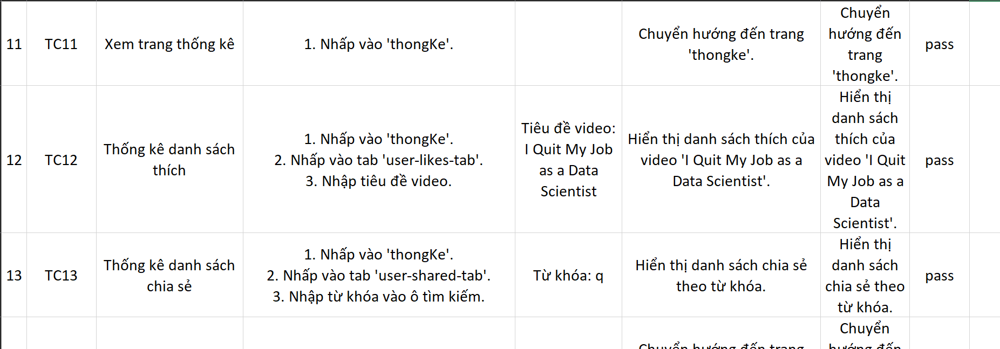 11
TC11
Xem trang thống kê
1. Nhấp vào 'thongKe'.
Chuyển hướng đến trang
'thongke'.
Chuyển
hướng đến
trang
'thongke'.
pass
12
TC12
Thống kê danh sách
thích
1. Nhấp vào 'thongKe'.
2. Nhấp vào tab 'user-likes-tab'.
3. Nhập tiêu đề video.
Tiêu đề video:
I Quit My Job
as a Data
Scientist
Hiển thị danh sách thích của
video 'I Quit My Job as a
Data Scientist'.
Hiển thị
danh sách
thích của
video 'I Quit
My Job as a
Data
Scientist'.
pass
13
TC13
Thống kê danh sách
chia sẻ
1. Nhấp vào 'thongKe'.
2. Nhấp vào tab 'user-shared-tab'.
3. Nhập từ khóa vào ô tìm kiếm.
Từ khóa: q
Hiển thị danh sách chia sẻ
theo từ khóa.
Hiển thị
danh sách
chia sẻ theo
từ khóa.
pass
Chuyển hướng đến trang
Chuyển
hướng đến